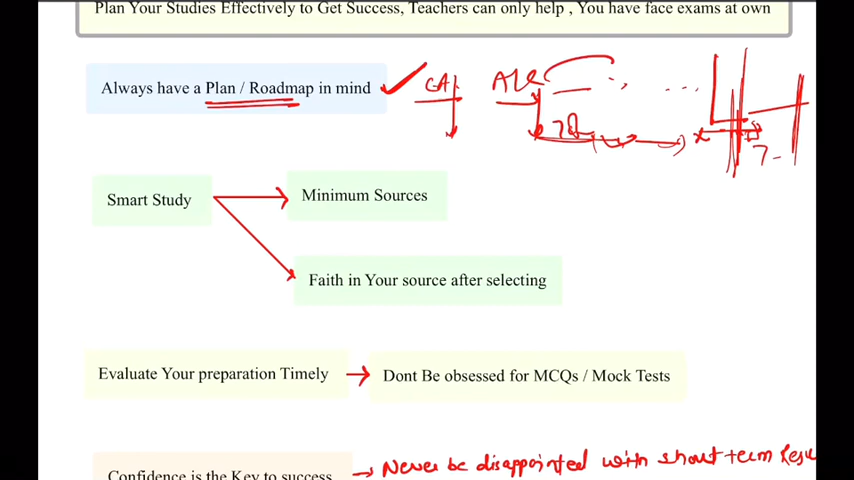 Plan Your Studies Effectively to Get Success, Teachers can only help , You have face exams at own
Always have a Plan / Roadmap in mind
Smart Study
Minimum Sources
Faith in Your source after selecting
Evaluate Your preparation Timely
Dont Be obsessed for MCQs / Mock Tests
Confidence is the Key to success
Never be disappointed with short term